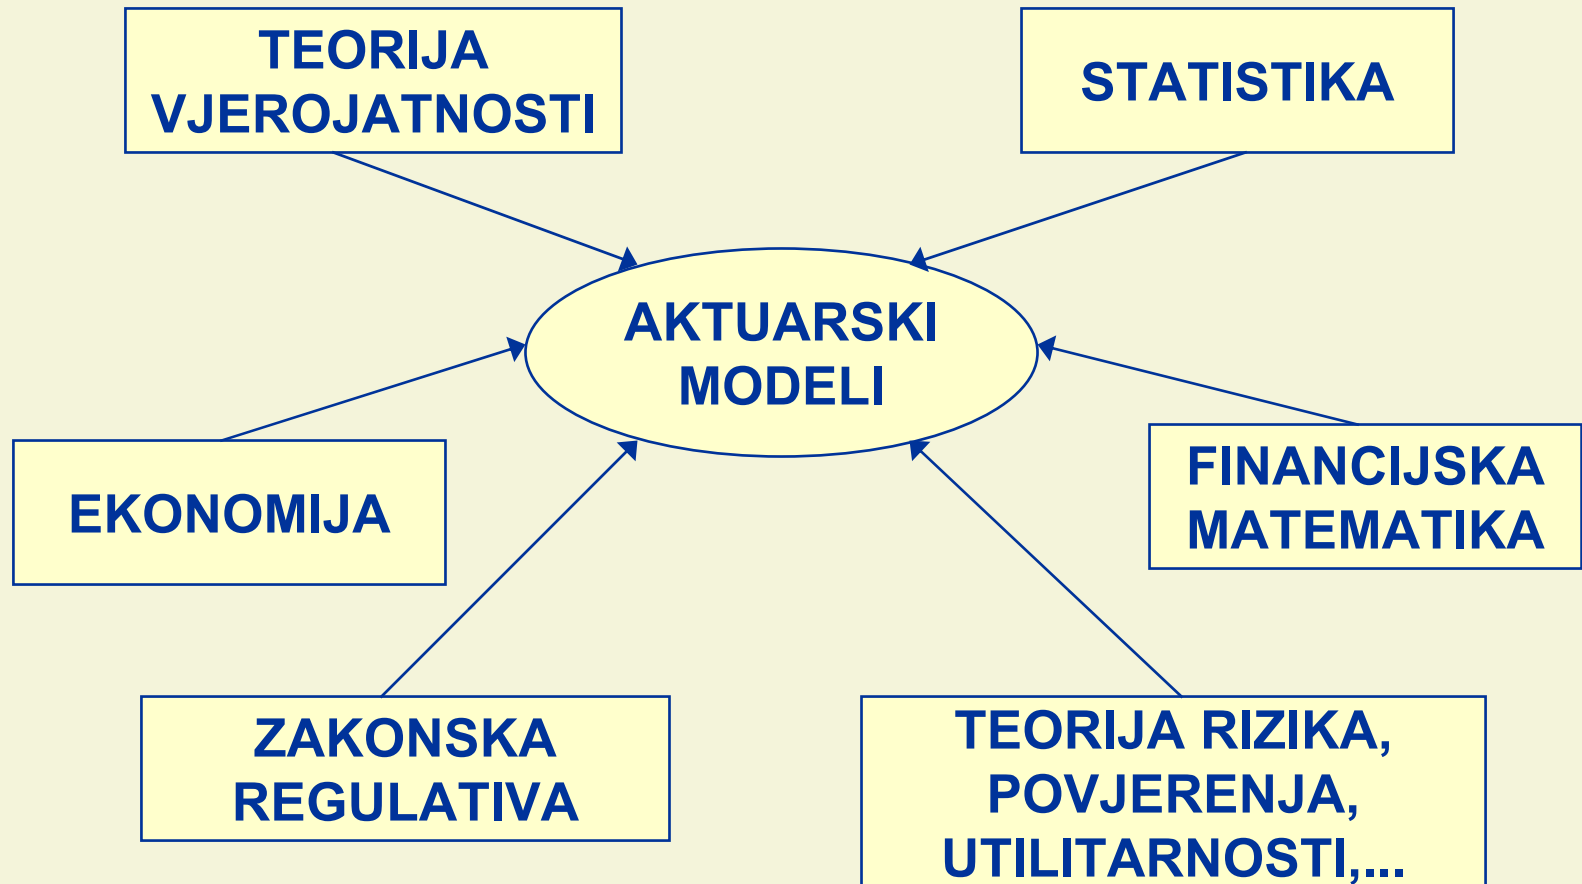 TEORIJA
VJEROJATNOSTI
STATISTIKA
AKTUARSKI
MODELI
EKONOMIJA
FINANCIJSKA
MATEMATIKA
ZAKONSKA
REGULATIVA
TEORIJA RIZIKA,
POVJERENJA,
UTILITARNOSTI,...